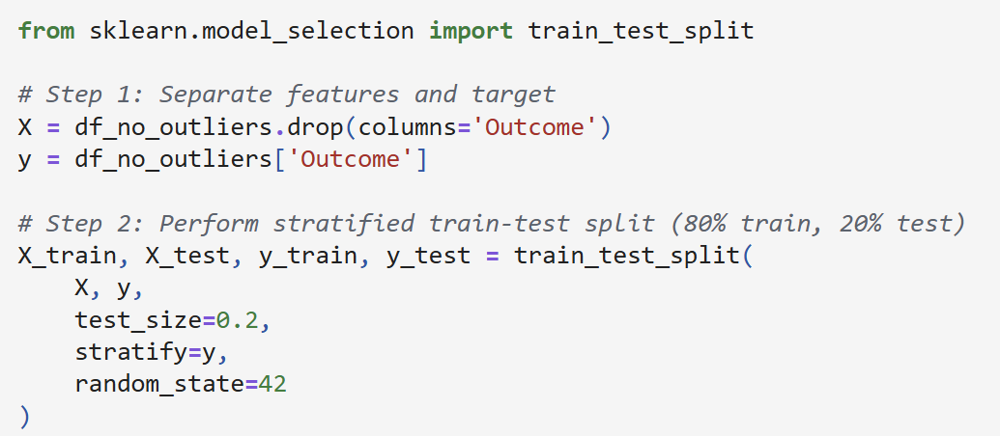 from sklearn.model_selection import train_test_split
# Step 1: Separate features and target
X = df_no_outliers.drop(columns='Outcome')
y = df_no_outliers['Outcome']
# Step 2: Perform stratified train-test split (80% train, 20% test)
X_train, X_test, y_train, y_test = train_test_split(
    X, y,
    test_size=0.2,
    stratify=y,
    random_state=42
)